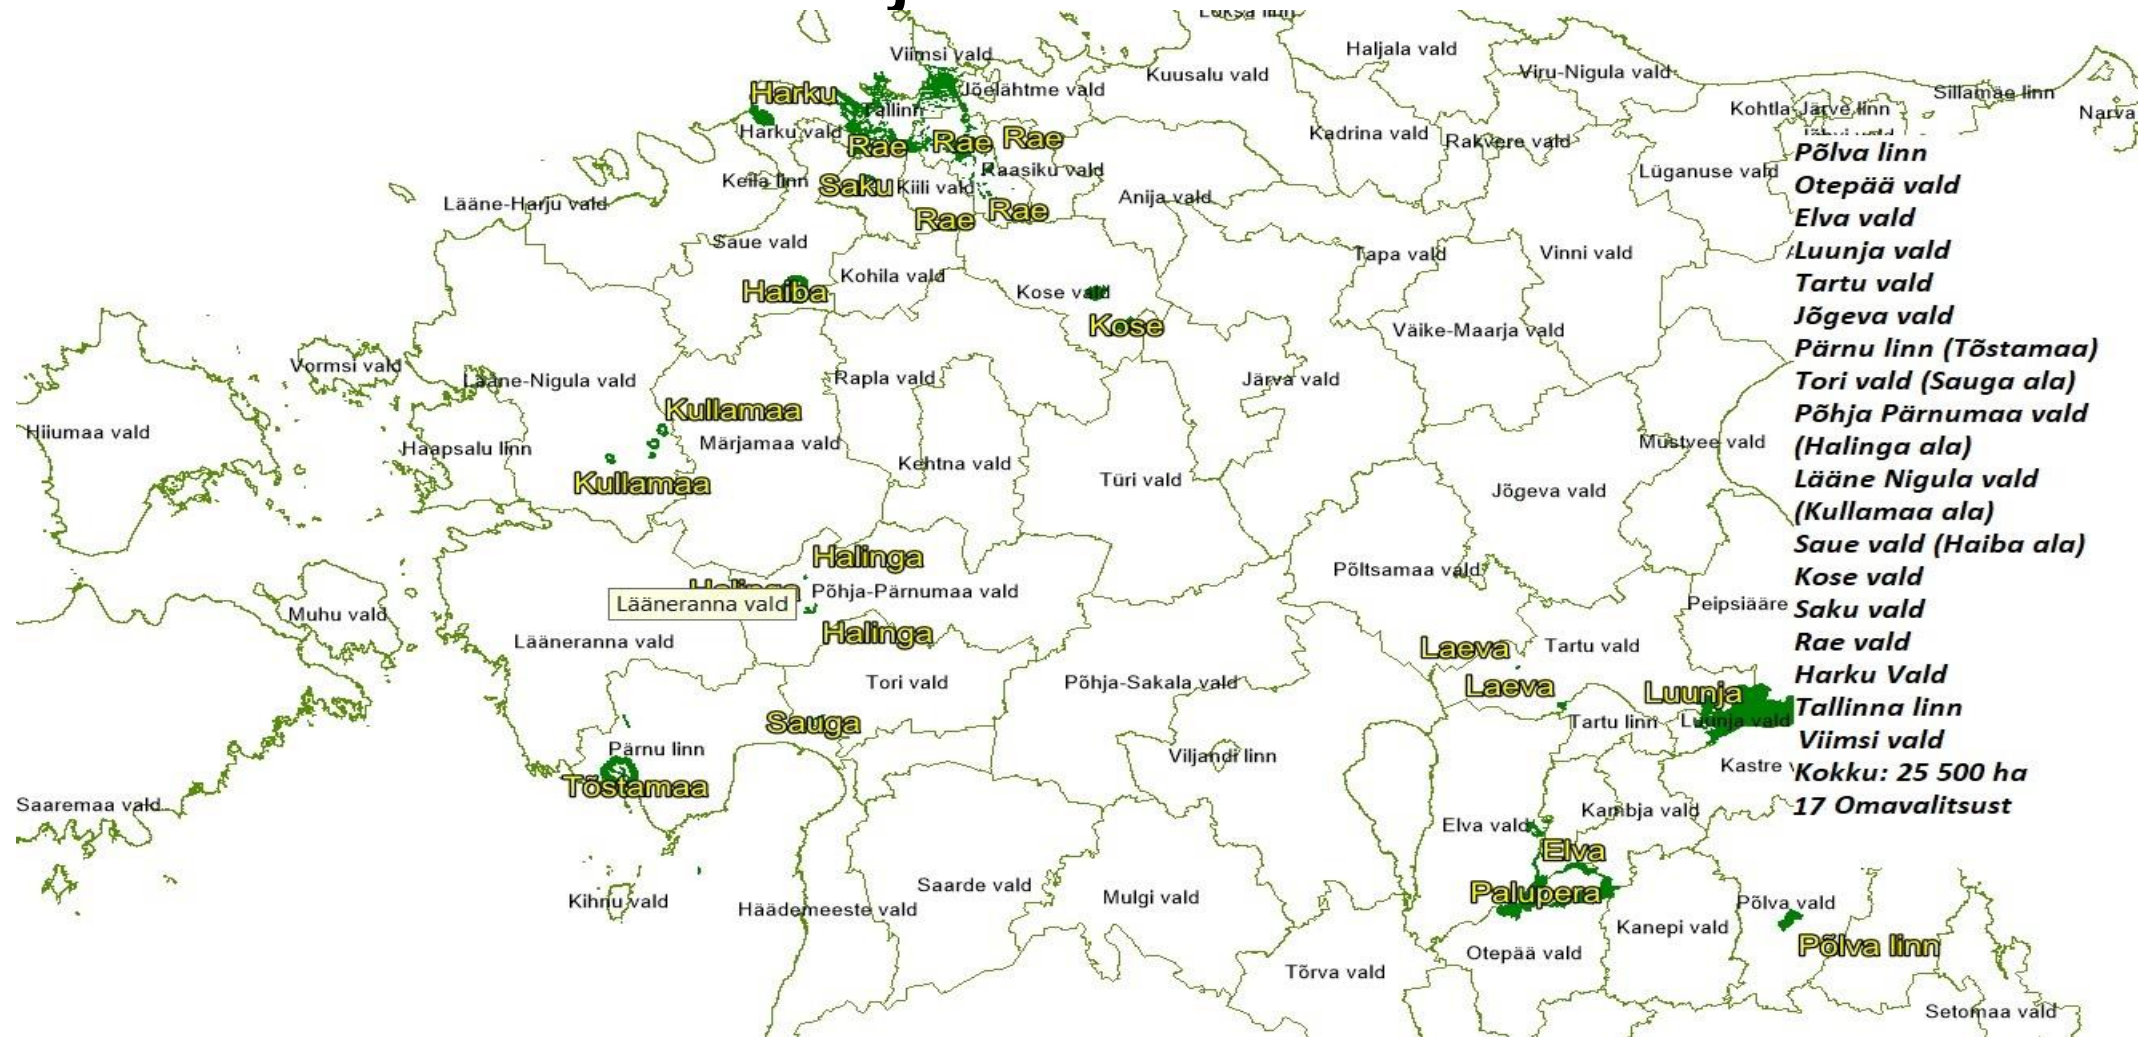 Viimsi vald
Haljala vald
Kuusalu vald
Viru-Nigula vald
Harku
Jõelähtme vald
Sillamäe linn
Tallinn
Kohtla-Järve linn
Narva
Harku vald
Rae
Rae
Rae
Kadrina vald
Rakvere vald
Raasiku vald
Lüganuse vald
Keila linn
Saku
Kiili vald
Anija vald
Lääne-Harju vald
Rae
Rae
Saue vald
Tapa vald
Vinni vald
Kohila vald
Haiba
Kose vald
Kose
Väike-Maarja vald
Vormsi vald
Lääne-Nigula vald
Rapla vald
Järva vald
Kullamaa
Hiiumaa vald
Haapsalu linn
Märjamaa vald
Mustvee vald
Kehtna vald
Kullamaa
Türi vald
Jõgeva vald
Halinga
Põltsamaa vald
Halinga
Põhja-Pärnumaa vald
Lääneranna vald
Peipsiääre
Muhu vald
Halinga
Lääneranna vald
Laeva
Tartu vald
Tori vald
Põhja-Sakala vald
Laeva
Luunja
Sauga
Tartu linn
Luunja vald
Pärnu linn
Viljandi linn
Kastre
Tõstamaa
Saaremaa vald
Kambja vald
Elva vald
Elva
Saarde vald
Palupera
Mulgi vald
Kihnu vald
Häädemeeste vald
Põlva vald
Kanepi vald
Põlva linn
Otepää vald
Tõrva vald
Setomaa vald
Põlva linn
Otepää vald
Elva vald
Luunja vald
Tartu vald
Jõgeva vald
Pärnu linn (Tõstamaa)
Tori vald (Sauga ala)
Põhja Pärnumaa vald
(Halinga ala)
Lääne Nigula vald
(Kullamaa ala)
Saue vald (Haiba ala)
Kose vald
Saku vald
Rae vald
Harku Vald
Tallinna linn
Viimsi vald
Kokku: 25 500 ha
17 Omavalitsust